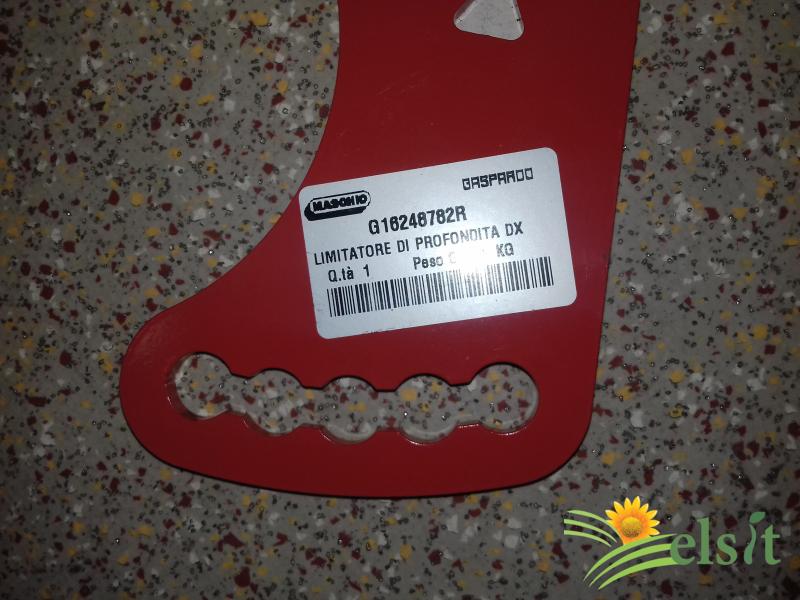 MASCHIO GASPARDO
G16248782R
LIMITATORE DI PROFONDITA DX
Q.tà 1 Peso KG
elsit